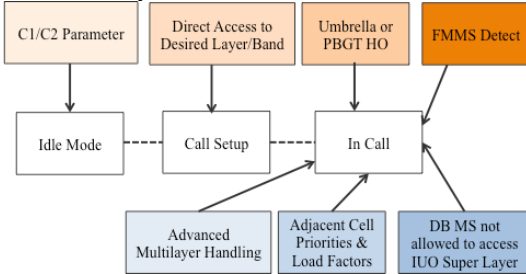 C1/C2 Parameter
Direct Access to
Desired Layer/Band
Umbrella or
PBGT HO
FMMS Detect
Idle Mode
Call Setup
In Call
Advanced
Multilayer Handling
Adjacent Cell
Priorities &
Load Factors
DB MS not
allowed to access
IUO Super Layer